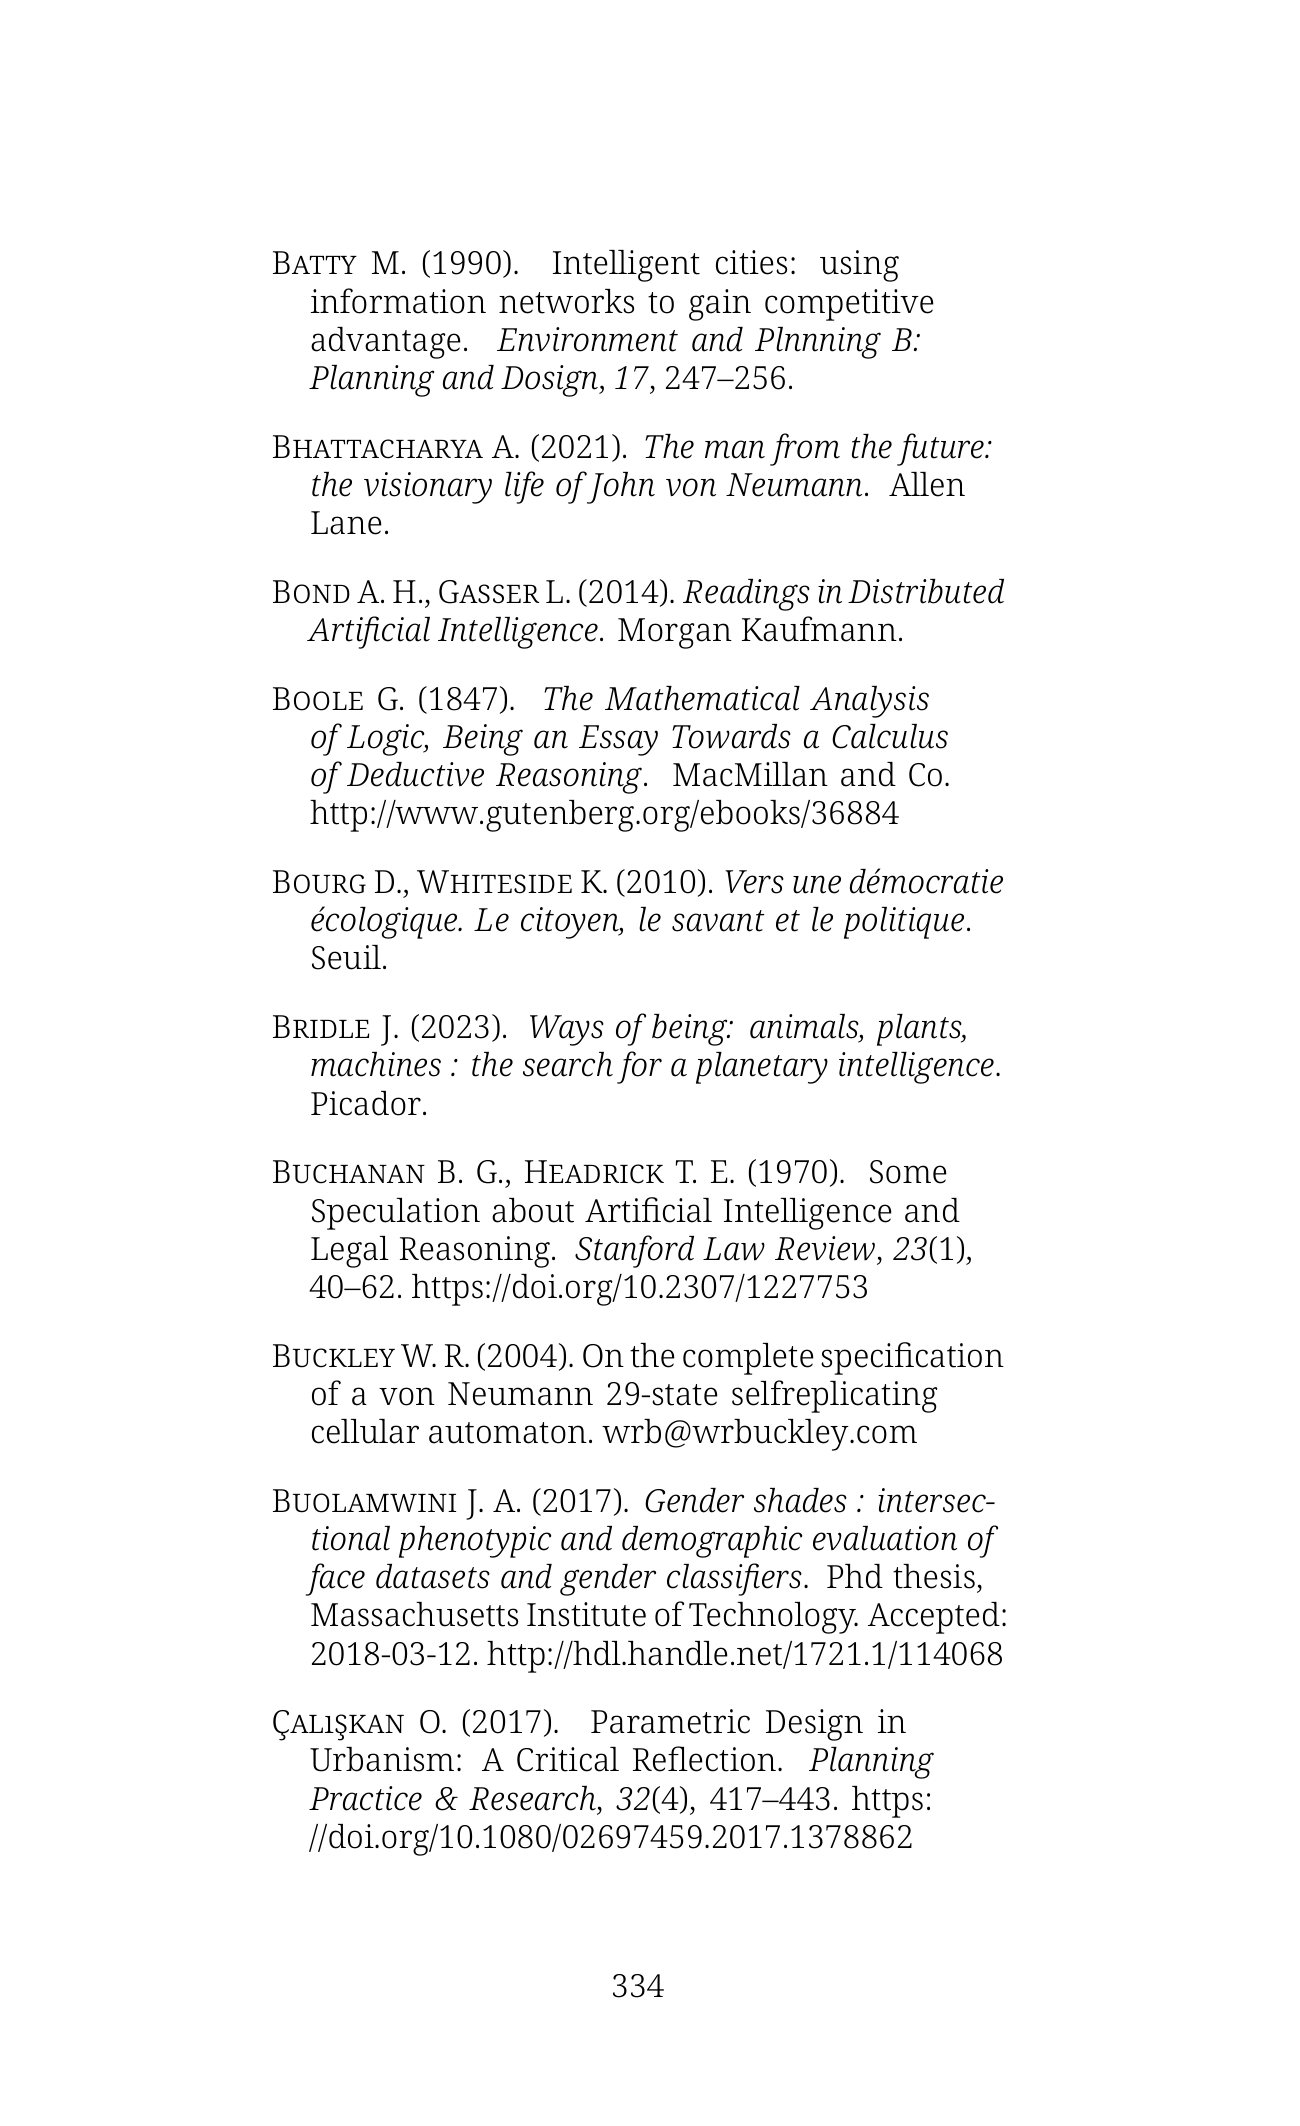 BATTY M. (1990). Intelligent cities: using
information networks to gain competitive
advantage. Environment and Plnnning B:
Planning and Dosign, 17, 247–256.
BHATTACHARYA A. (2021). The man from the future:
the visionary life of John von Neumann. Allen
Lane.
BOND A. H., GASSER L. (2014). Readings in Distributed
Artificial Intelligence. Morgan Kaufmann.
BOOLE G. (1847). The Mathematical Analysis
of Logic, Being an Essay Towards a Calculus
of Deductive Reasoning. MacMillan and Co.
http://www.gutenberg.org/ebooks/36884
BOURG D., WHITESIDE K. (2010). Vers une démocratie
écologique. Le citoyen, le savant et le politique.
Seuil.
BRIDLE J. (2023). Ways of being: animals, plants,
machines : the search for a planetary intelligence.
Picador.
BUCHANAN B. G., HEADRICK T. E. (1970). Some
Speculation about Artificial Intelligence and
Legal Reasoning. Stanford Law Review, 23(1),
40–62. https://doi.org/10.2307/1227753
BUCKLEY W. R. (2004). On the complete specification
of a von Neumann 29-state selfreplicating
cellular automaton. wrb@wrbuckley.com
BUOLAMWINI J. A. (2017). Gender shades : intersec-
tional phenotypic and demographic evaluation of
face datasets and gender classifiers. Phd thesis,
Massachusetts Institute of Technology. Accepted:
2018-03-12. http://hdl.handle.net/1721.1/114068
ÇALIŞKAN O. (2017). Parametric Design in
Urbanism: A Critical Reflection. Planning
Practice & Research, 32(4), 417–443. https:
//doi.org/10.1080/02697459.2017.1378862
334